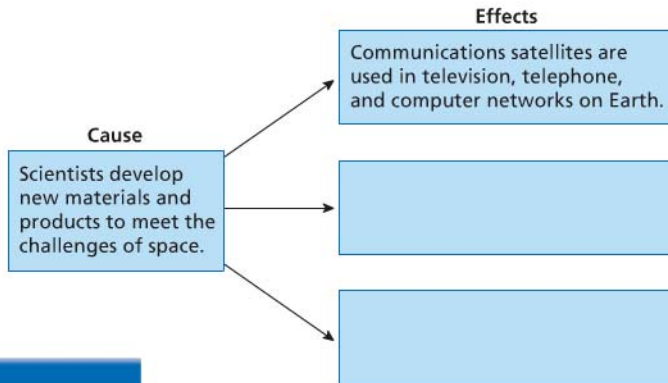 Effects
Communications satellites are
used in television, telephone,
and computer networks on Earth.
Cause
Scientists develop
new materials and
products to meet the
challenges of space.